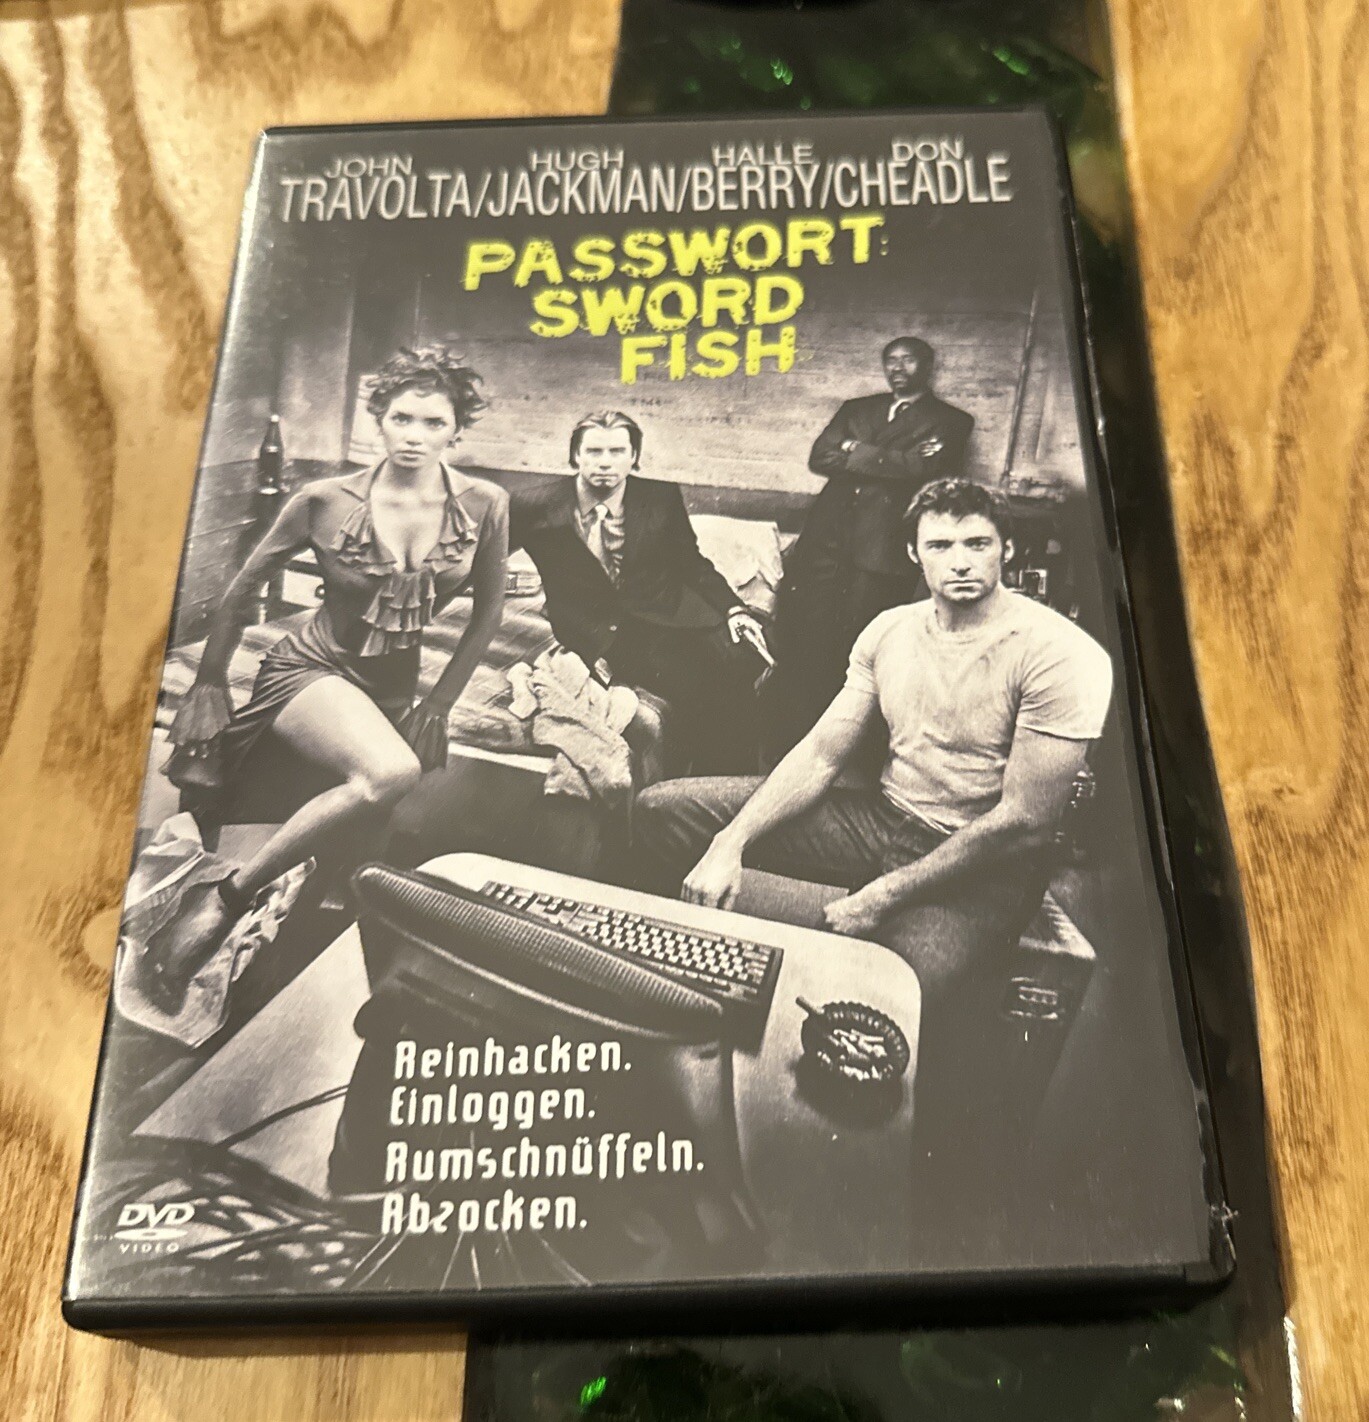 JOHN HUGH HALLE DON
TRAVOLTA/JACKMAN/BERRY/CHEADLE
PASSWORT:
SWORD
FISH
Reinhacken.
Einloggen.
Rumschnüffeln.
Abzocken.
DVD
VIDEO